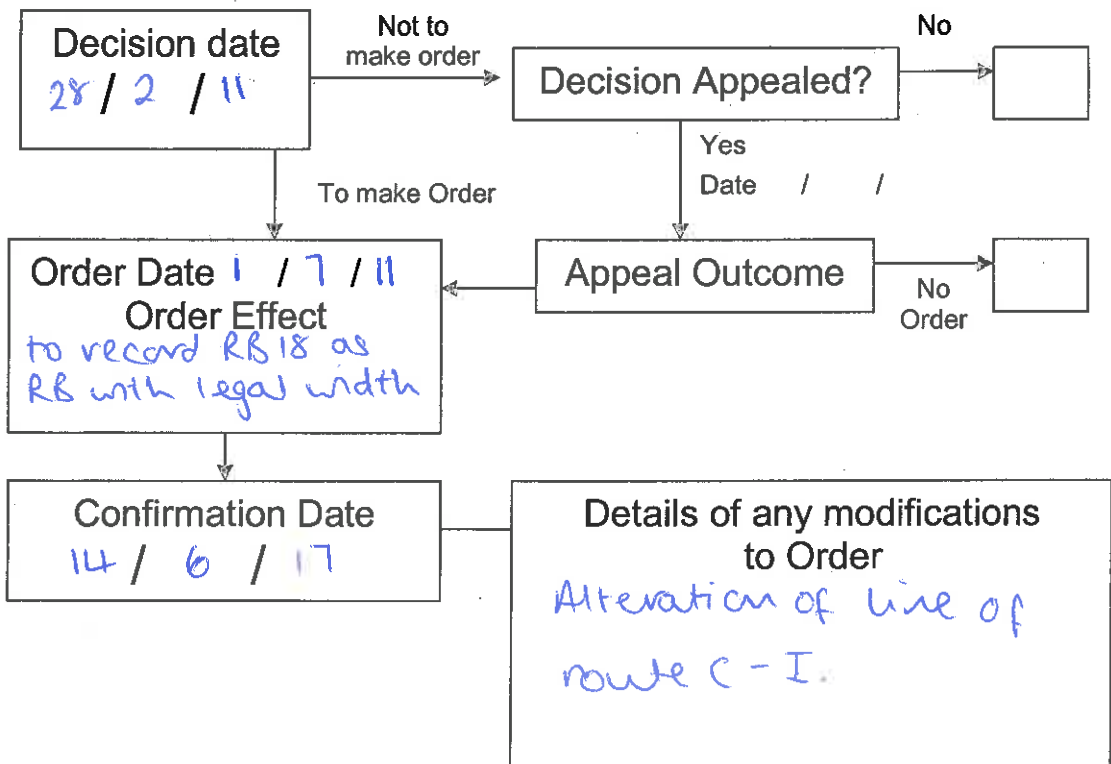 Decision date
28 / 2 / 11
Not to
make order
Decision Appealed?
No
Yes
Date / /
To make Order
Order Date 1 / 7 / 11
Order Effect
to record RB18 as
RB with legal width
Appeal Outcome
No
Order
Confirmation Date
14 / 6 / 17
Details of any modifications
to Order
Alteration of line of
route C - I.